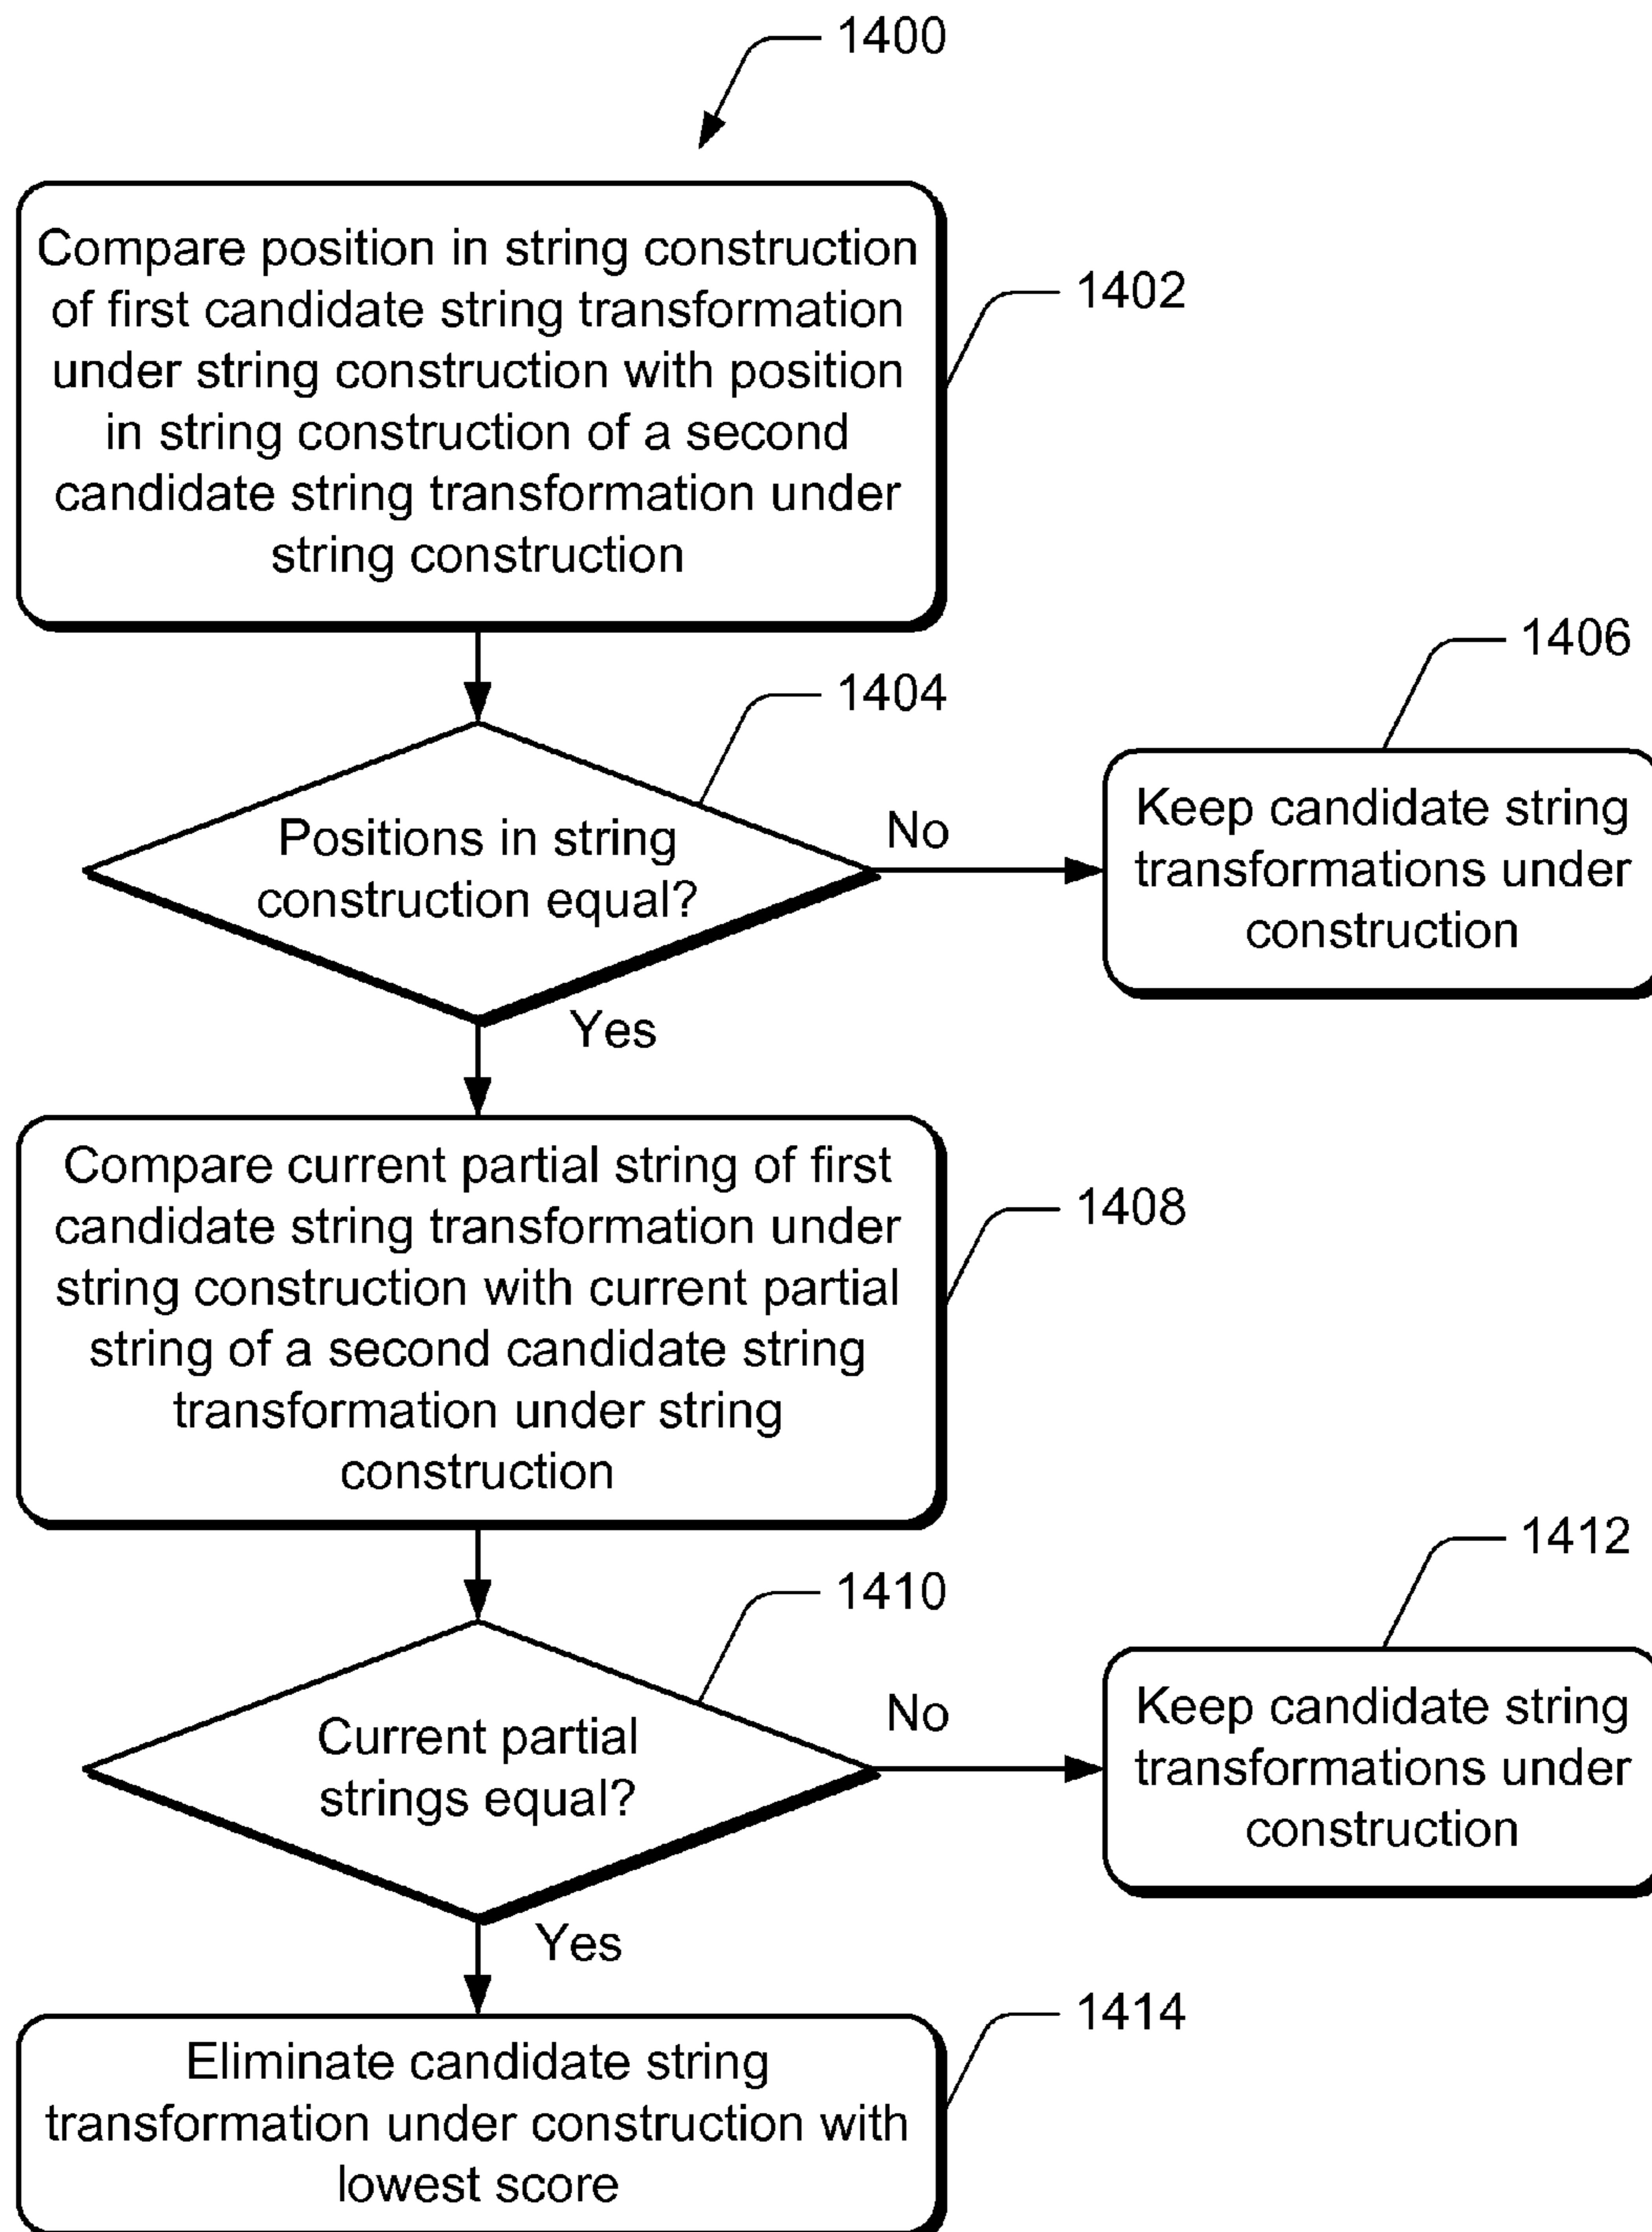 1400
Compare position in string construction
of first candidate string transformation
under string construction with position
in string construction of a second
candidate string transformation under
string construction
1402
1404
Positions in string
construction equal?
No
1406
Keep candidate string
transformations under
construction
Yes
Compare current partial string of first
candidate string transformation under
string construction with current partial
string of a second candidate string
transformation under string
construction
1408
1410
Current partial
strings equal?
No
1412
Keep candidate string
transformations under
construction
Yes
Eliminate candidate string
transformation under construction with
lowest score
1414